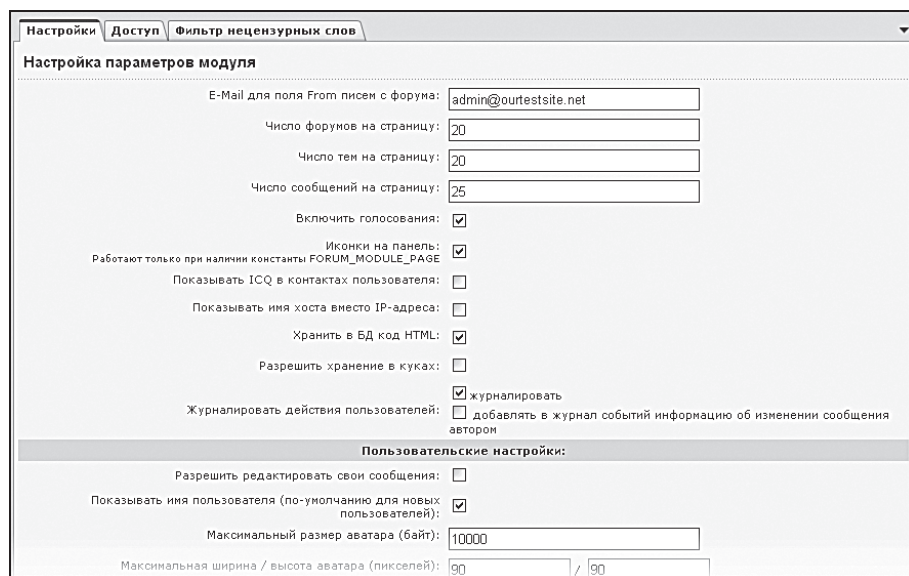 Настройки Доступ Фильтр нецензурных слов
Настройка параметров модуля
E-Mail для поля From писем с форума: admin@ourtestsite.net
Число форумов на страницу: 20
Число тем на страницу: 20
Число сообщений на страницу: 25
Включить голосования:
Иконки на панель:
Работают только при наличии константы FORUM_MODULE_PAGE
Показывать ICQ в контактах пользователя:
Показывать имя хоста вместо IP-адреса:
Хранить в БД код HTML:
Разрешить хранение в куках:
журналировать
Журналировать действия пользователей: добавлять в журнал событий информацию об изменении сообщения
автором
Пользовательские настройки:
Разрешить редактировать свои сообщения:
Показывать имя пользователя (по-умолчанию для новых
пользователей):
Максимальный размер аватара (байт): 10000
Максимальная ширина / высота аватара (пикселей): 90 / 90